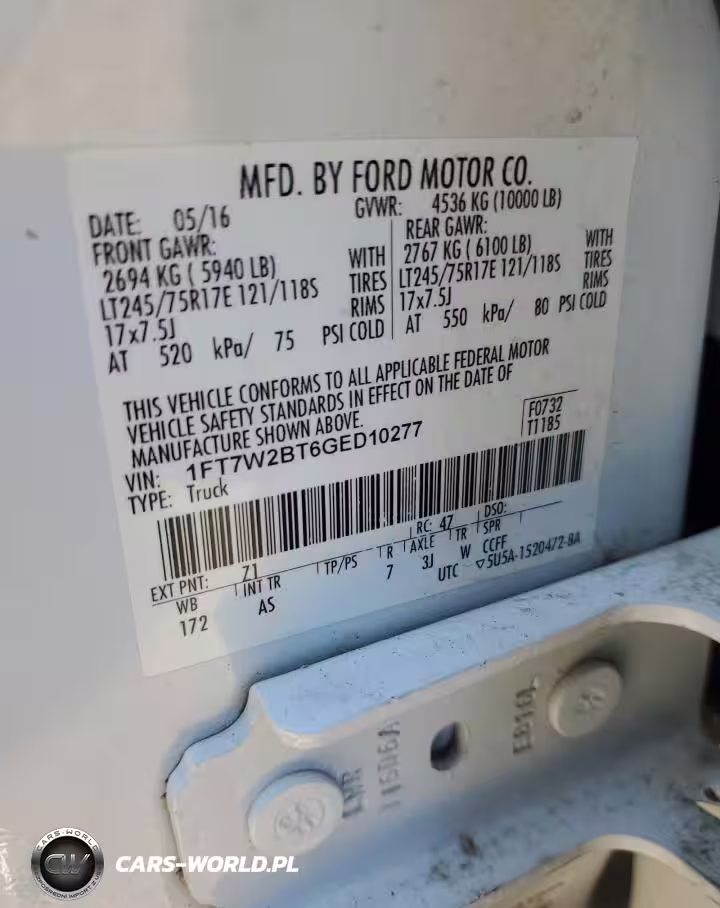 MFD. BY FORD MOTOR CO.
DATE: 05/16 GVWR: 4536 KG (10000 LB)
FRONT GAWR: REAR GAWR:
2694 KG ( 5940 LB) WITH 2767 KG ( 6100 LB) WITH
LT245/75R17E 121/118S TIRES LT245/75R17E 121/118S TIRES
17x7.5J RIMS 17x7.5J RIMS
AT 520 kPa/ 75 PSI COLD AT 550 kPa/ 80 PSI COLD
THIS VEHICLE CONFORMS TO ALL APPLICABLE FEDERAL MOTOR
VEHICLE SAFETY STANDARDS IN EFFECT ON THE DATE OF
MANUFACTURE SHOWN ABOVE.
F0732
T1185
VIN: 1FT7W2BT6GED10277
TYPE: Truck
RC: 47 DSO:
EXT PNT: Z1
WB INT TR TP/PS R AXLE TR SPR
172 AS 7 3J W CCFF
UTC 5U5A-1520472-BA
E810L
CARS-WORLD
CW
CARS-WORLD.PL